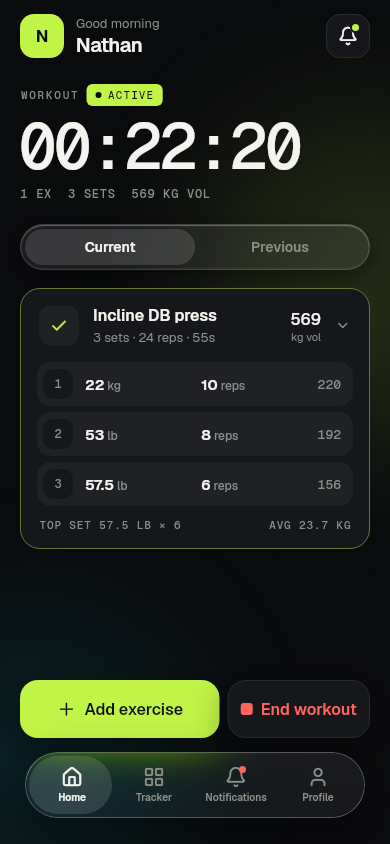 N
Good morning
Nathan
WORKOUT ACTIVE
00:22:20
1 EX 3 SETS 569 KG VOL
Current Previous
Incline DB press 569
3 sets · 24 reps · 55s kg vol
1 22 kg 10 reps 220
2 53 lb 8 reps 192
3 57.5 lb 6 reps 156
TOP SET 57.5 LB × 6 AVG 23.7 KG
Add exercise End workout
Home Tracker Notifications Profile